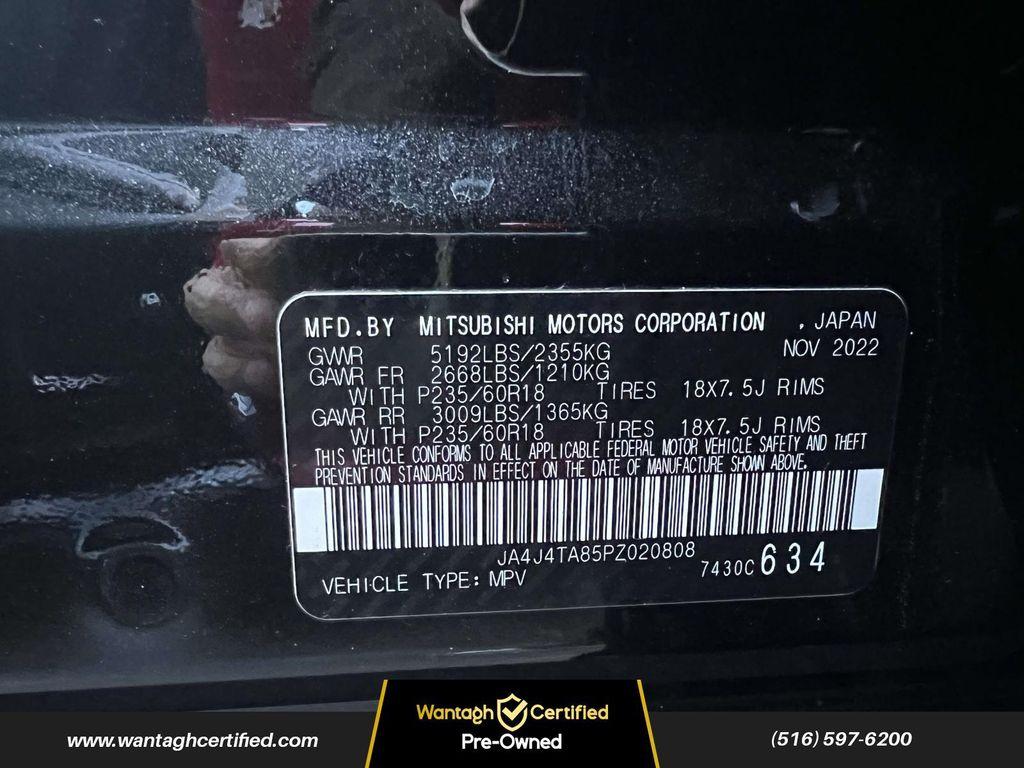 MFD.BY MITSUBISHI MOTORS CORPORATION , JAPAN
NOV 2022
GVWR 5192LBS/2355KG
GAWR FR 2668LBS/1210KG
WITH P235/60R18 TIRES 18X7.5J RIMS
GAWR RR 3009LBS/1365KG
WITH P235/60R18 TIRES 18X7.5J RIMS
THIS VEHICLE CONFORMS TO ALL APPLICABLE FEDERAL MOTOR VEHICLE SAFETY AND THEFT
PREVENTION STANDARDS IN EFFECT ON THE DATE OF MANUFACTURE SHOWN ABOVE.
JA4J4TA85PZ020808
7430C 634
VEHICLE TYPE: MPV
Wantagh Certified
Pre-Owned
www.wantaghcertified.com
(516) 597-6200